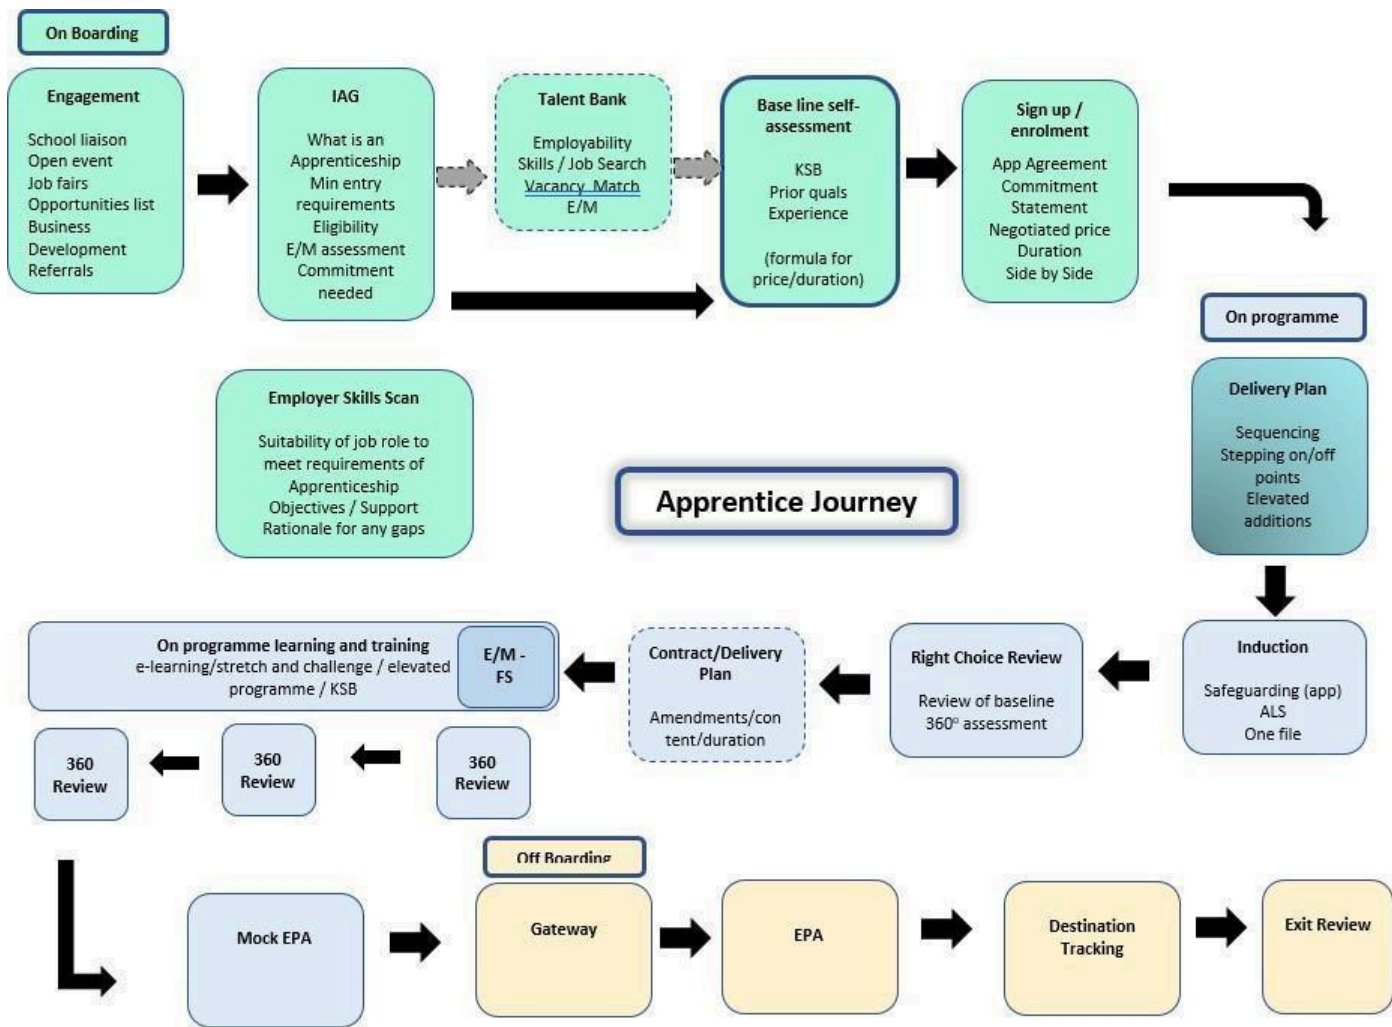 On Boarding
Engagement
School liaison
Open event
Job fairs
Opportunities list
Business
Development
Referrals
IAG
What is an
Apprenticeship
Min entry
requirements
Eligibility
E/M assessment
Commitment
needed
Talent Bank
Employability
Skills / Job Search
Vacancy Match
E/M
Base line self-
assessment
KSB
Prior quals
Experience
(formula for
price/duration)
Sign up /
enrolment
App Agreement
Commitment
Statement
Negotiated price
Duration
Side by Side
On programme
Delivery Plan
Sequencing
Stepping on/off
points
Elevated
additions
Employer Skills Scan
Suitability of job role to
meet requirements of
Apprenticeship
Objectives / Support
Rationale for any gaps
Apprentice Journey
Induction
Safeguarding (app)
ALS
One file
Right Choice Review
Review of baseline
360° assessment
Contract/Delivery
Plan
Amendments/con
tent/duration
On programme learning and training
e-learning/stretch and challenge / elevated
programme / KSB
E/M -
FS
360
Review
360
Review
360
Review
Mock EPA
Off Boarding
Gateway
EPA
Destination
Tracking
Exit Review